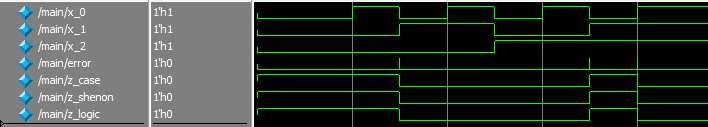 /main/x_0 1'h1
/main/x_1 1'h1
/main/x_2 1'h1
/main/error 1'h0
/main/z_case 1'h0
/main/z_shenon 1'h0
/main/z_logic 1'h0